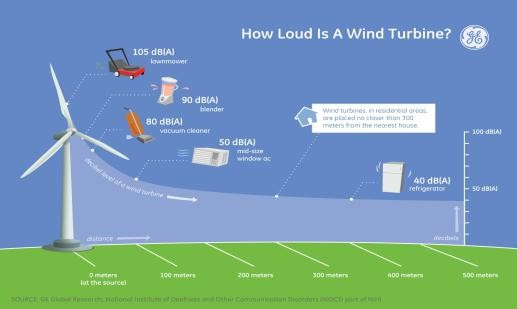 How Loud Is A Wind Turbine?
GE
105 dB(A)
lawnmower
90 dB(A)
blender
80 dB(A)
vacuum cleaner
50 dB(A)
mid-size
window ac
Wind turbines, in residential areas,
are placed no closer than 300
meters from the nearest house.
40 dB(A)
refrigerator
100 dB(A)
50 dB(A)
decibels
decibel level of a wind turbine
distance
0 meters
(at the source)
100 meters
200 meters
300 meters
400 meters
500 meters
SOURCE: GE Global Research; National Institute of Deafness and Other Communication Disorders (NIDCD part of NIH)